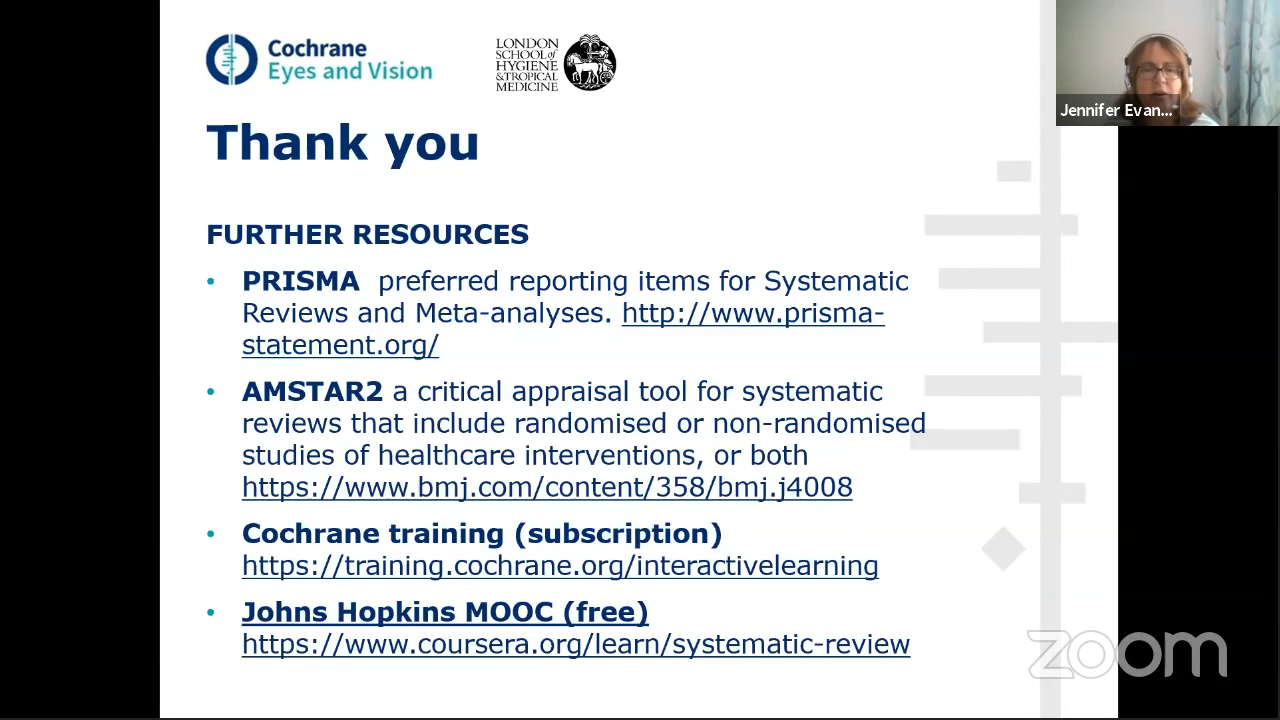 Cochrane
Eyes and Vision
LONDON
SCHOOL of
HYGIENE
& TROPICAL
MEDICINE
Jennifer Evan...
Thank you
FURTHER RESOURCES
• PRISMA preferred reporting items for Systematic
Reviews and Meta-analyses. http://www.prisma-
statement.org/
• AMSTAR2 a critical appraisal tool for systematic
reviews that include randomised or non-randomised
studies of healthcare interventions, or both
https://www.bmj.com/content/358/bmj.j4008
• Cochrane training (subscription)
https://training.cochrane.org/interactivelearning
• Johns Hopkins MOOC (free)
https://www.coursera.org/learn/systematic-review
zoom